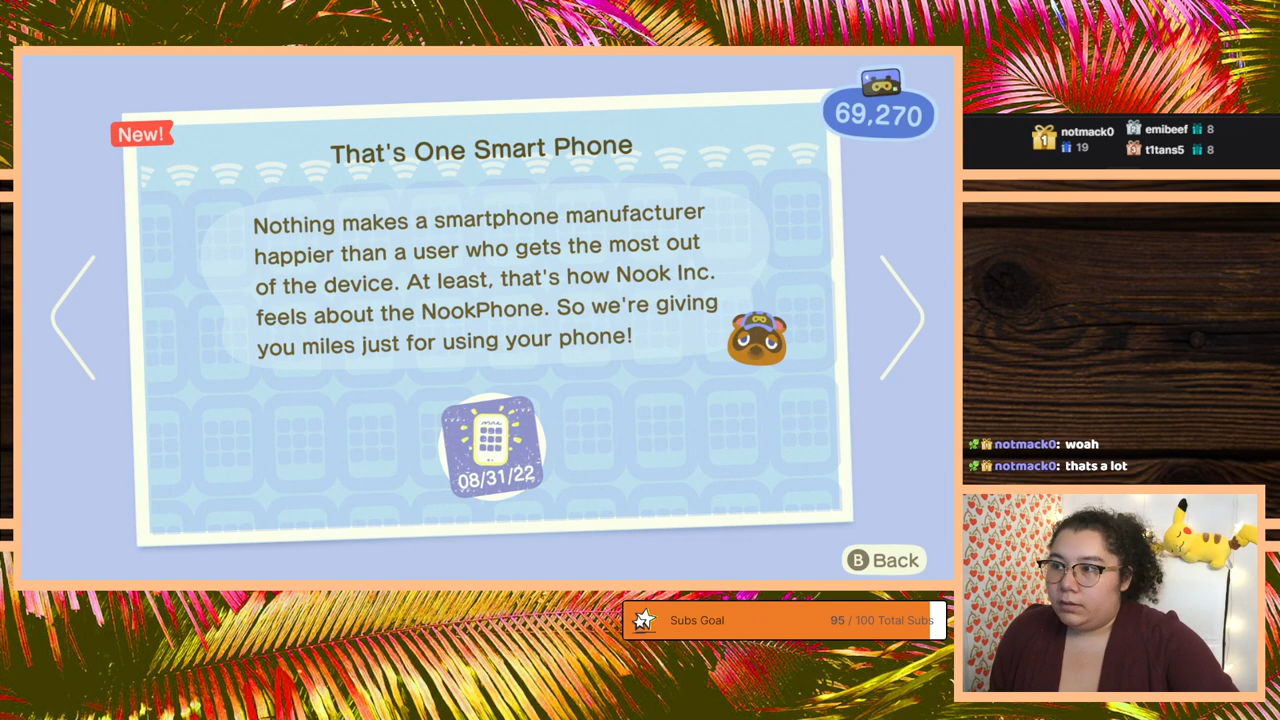 New!
69,270
That's One Smart Phone
Nothing makes a smartphone manufacturer
happier than a user who gets the most out
of the device. At least, that's how Nook Inc.
feels about the NookPhone. So we're giving
you miles just for using your phone!
08/31/22
B Back
1 notmack0 19
emibeef 8
t1tans5 8
notmack0: woah
notmack0: thats a lot
Subs Goal 95 / 100 Total Subs